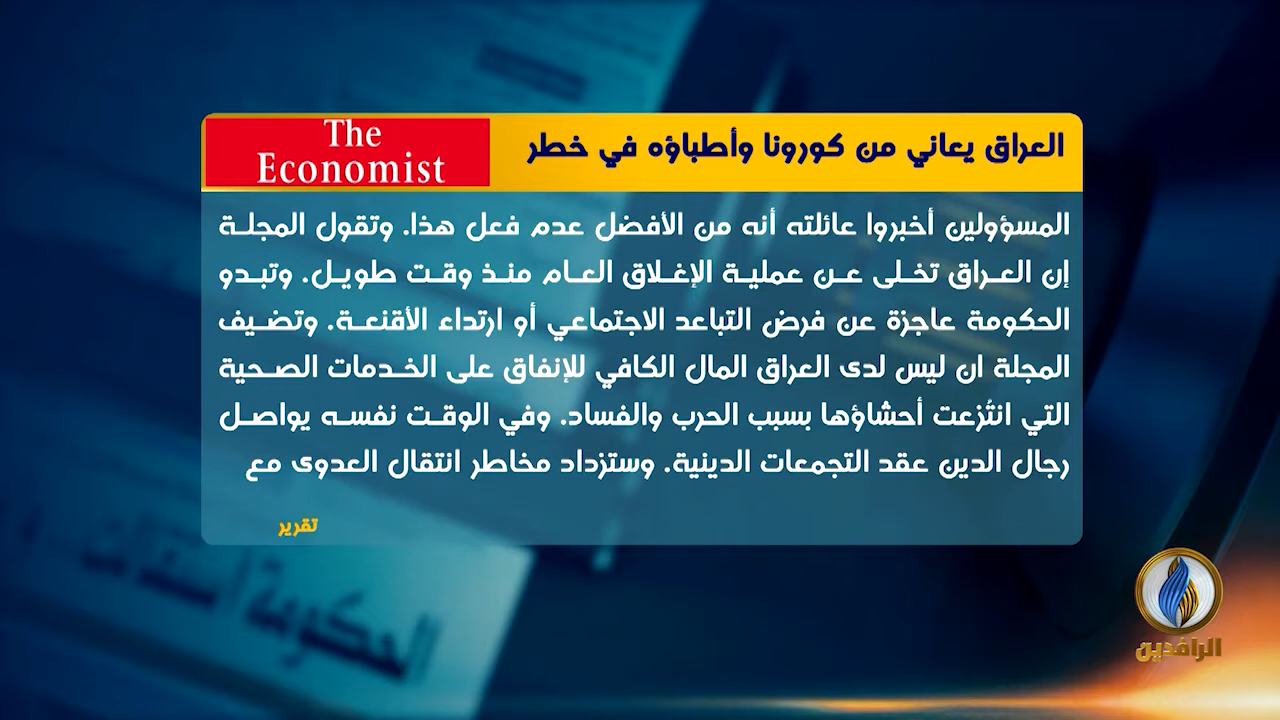 The
Economist
العراق يعاني من كورونا وأطباؤه في خطر
المسؤولين أخبروا عائلته أنه من الأفضل عدم فعل هذا. وتقول المجلة
إن العراق تخلى عن عملية الإغلاق العام منذ وقت طويل. وتبدو
الحكومة عاجزة عن فرض التباعد الاجتماعي أو ارتداء الأقنعة. وتضيف
المجلة ان ليس لدى العراق المال الكافي للإنفاق على الخدمات الصحية
التي انتُزعت أحشاؤها بسبب الحرب والفساد. وفي الوقت نفسه يواصل
رجال الدين عقد التجمعات الدينية. وستزداد مخاطر انتقال العدوى مع
تقرير
الحكومة
الرافدين